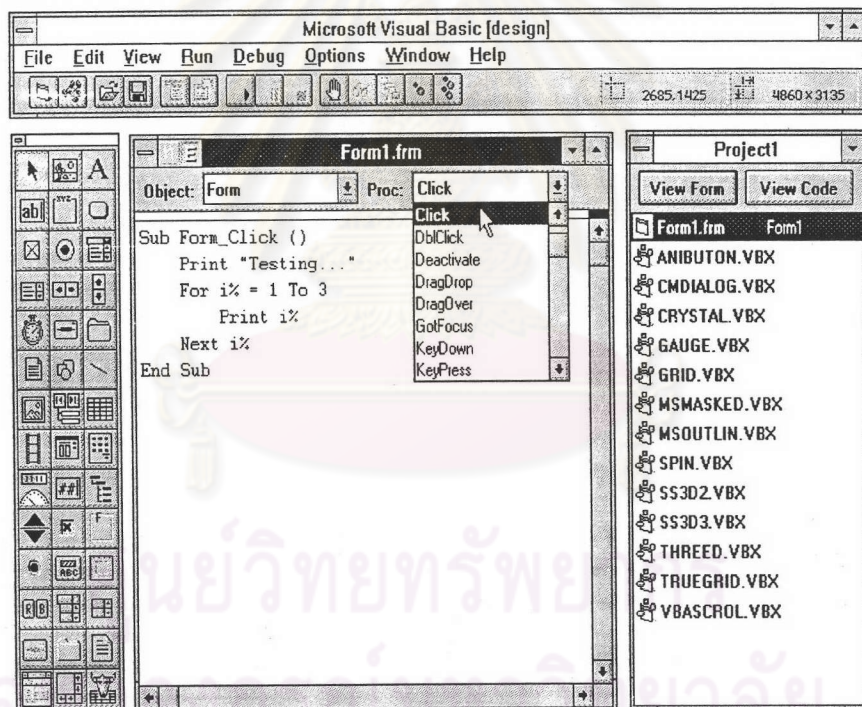 Microsoft Visual Basic [design]
File Edit View Run Debug Options Window Help
2685,1425 4860×3135
Form1.frm
Object: Form Proc: Click
Click
DblClick
Deactivate
DragDrop
DragOver
GotFocus
KeyDown
KeyPress
Sub Form_Click ()
Print "Testing..."
For i% = 1 To 3
Print i%
Next i%
End Sub
Project1
View Form View Code
Form1.frm Form1
ANIBUTON.VBX
CMDIALOG.VBX
CRYSTAL.VBX
GAUGE.VBX
GRID.VBX
MSMASKED.VBX
MSOUTLIN.VBX
SPIN.VBX
SS3D2.VBX
SS3D3.VBX
THREED.VBX
TRUEGRID.VBX
VBASCROL.VBX
A
ab
XYZ
##
F
ABC
R B